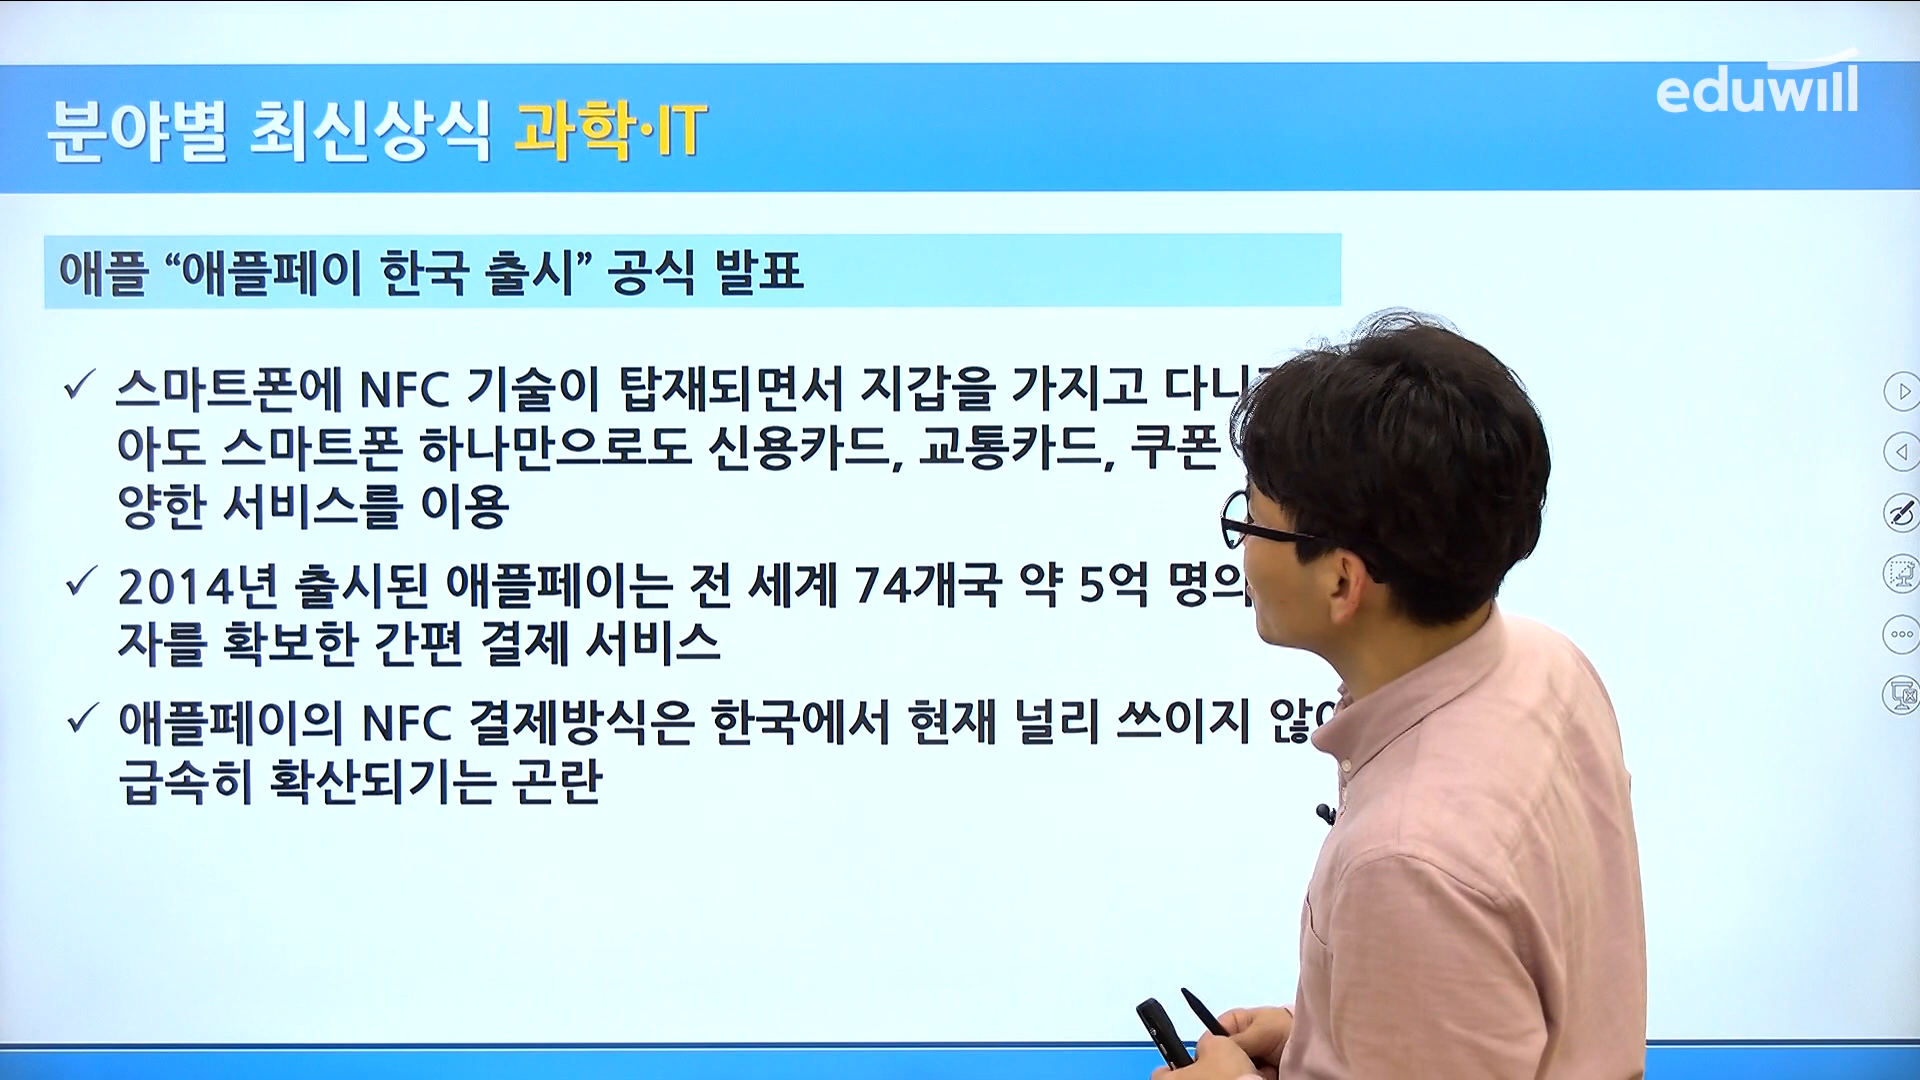 eduwill
분야별 최신상식 과학·IT
애플 “애플페이 한국 출시” 공식 발표
스마트폰에 NFC 기술이 탑재되면서 지갑을 가지고
아도 스마트폰 하나만으로도 신용카드, 교통카드, 쿠폰
양한 서비스를 이용
2014년 출시된 애플페이는 전 세계 74개국 약 5억 명의
자를 확보한 간편 결제 서비스
애플페이의 NFC 결제방식은 한국에서 현재 널리 쓰이지
급속히 확산되기는 곤란